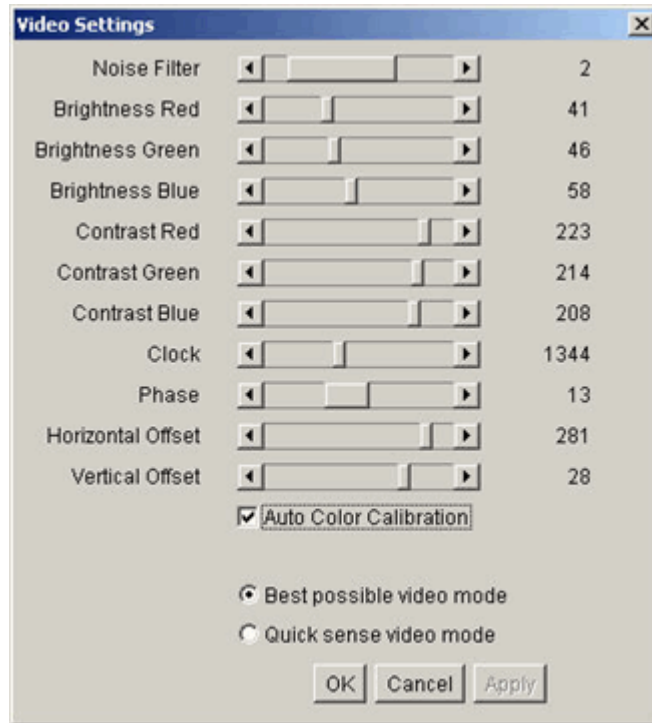 Video Settings
Noise Filter 2
Brightness Red 41
Brightness Green 46
Brightness Blue 58
Contrast Red 223
Contrast Green 214
Contrast Blue 208
Clock 1344
Phase 13
Horizontal Offset 281
Vertical Offset 28
Auto Color Calibration
Best possible video mode
Quick sense video mode
OK Cancel Apply